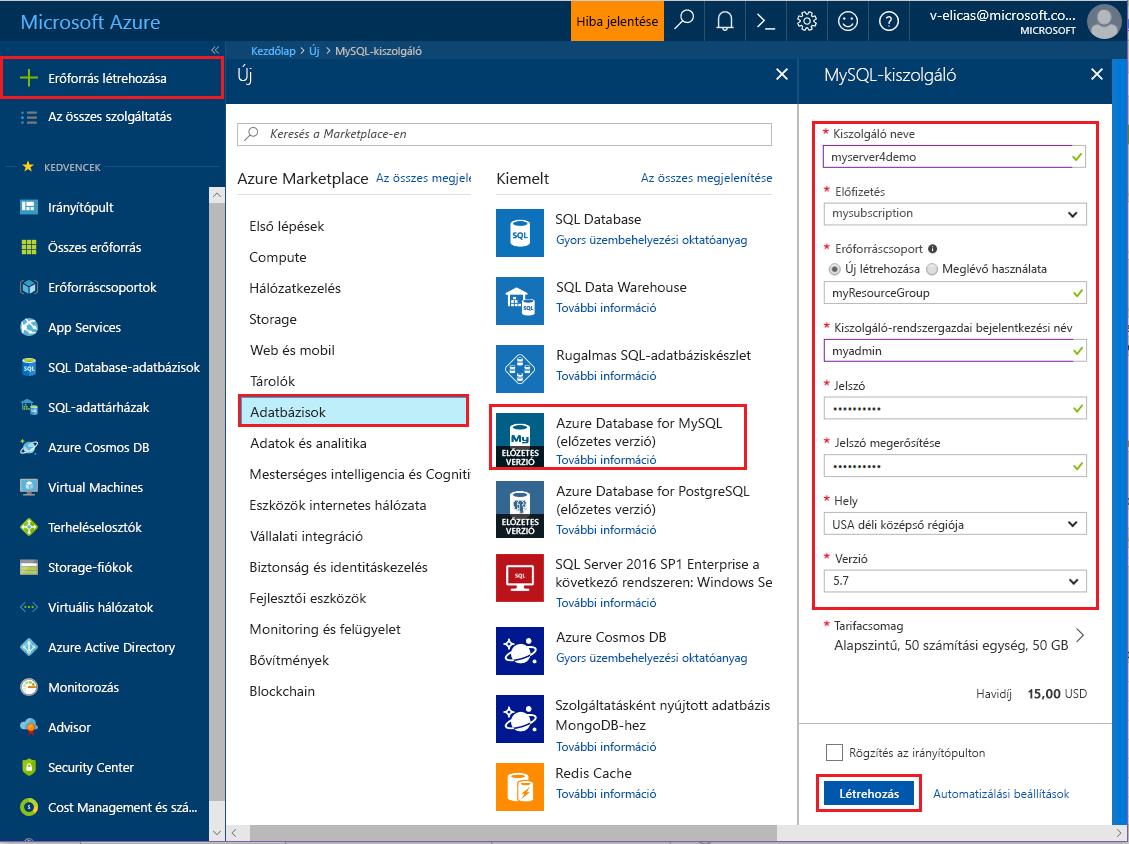 Microsoft Azure
Hiba jelentése
v-elicas@microsoft.co...
MICROSOFT
Kezdőlap > Új > MySQL-kiszolgáló
Erőforrás létrehozása
Az összes szolgáltatás
KEDVENCEK
Irányítópult
Összes erőforrás
Erőforráscsoportok
App Services
SQL Database-adatbázisok
SQL-adattárházak
Azure Cosmos DB
Virtual Machines
Terheléselosztók
Storage-fiókok
Virtuális hálózatok
Azure Active Directory
Monitorozás
Advisor
Security Center
Cost Management és szá...
Új
Keresés a Marketplace-en
Azure Marketplace
Az összes megjele
Első lépések
Compute
Hálózatkezelés
Storage
Web és mobil
Tárolók
Adatbázisok
Adatok és analitika
Mesterséges intelligencia és Cogniti
Eszközök internetes hálózata
Vállalati integráció
Biztonság és identitáskezelés
Fejlesztői eszközök
Monitoring és felügyelet
Bővítmények
Blockchain
Kiemelt
Az összes megjelenítése
SQL
SQL Database
Gyors üzembehelyezési oktatóanyag
SQL
SQL Data Warehouse
További információ
Rugalmas SQL-adatbáziskészlet
További információ
My
ELŐZETES
VERZIÓ
Azure Database for MySQL
(előzetes verzió)
További információ
ELŐZETES
VERZIÓ
Azure Database for PostgreSQL
(előzetes verzió)
További információ
SQL
SQL Server 2016 SP1 Enterprise a
következő rendszeren: Windows Se
További információ
Azure Cosmos DB
Gyors üzembehelyezési oktatóanyag
Szolgáltatásként nyújtott adatbázis
MongoDB-hez
További információ
Redis Cache
További információ
MySQL-kiszolgáló
* Kiszolgáló neve
myserver4demo
* Előfizetés
mysubscription
* Erőforráscsoport
Új létrehozása
Meglévő használata
myResourceGroup
* Kiszolgáló-rendszergazdai bejelentkezési név
myadmin
* Jelszó
••••••••••
* Jelszó megerősítése
••••••••••
* Hely
USA déli középső régiója
* Verzió
5.7
* Tarifacsomag
Alapszintű, 50 számítási egység, 50 GB
Havidíj 15,00 USD
Rögzítés az irányítópulton
Létrehozás
Automatizálási beállítások